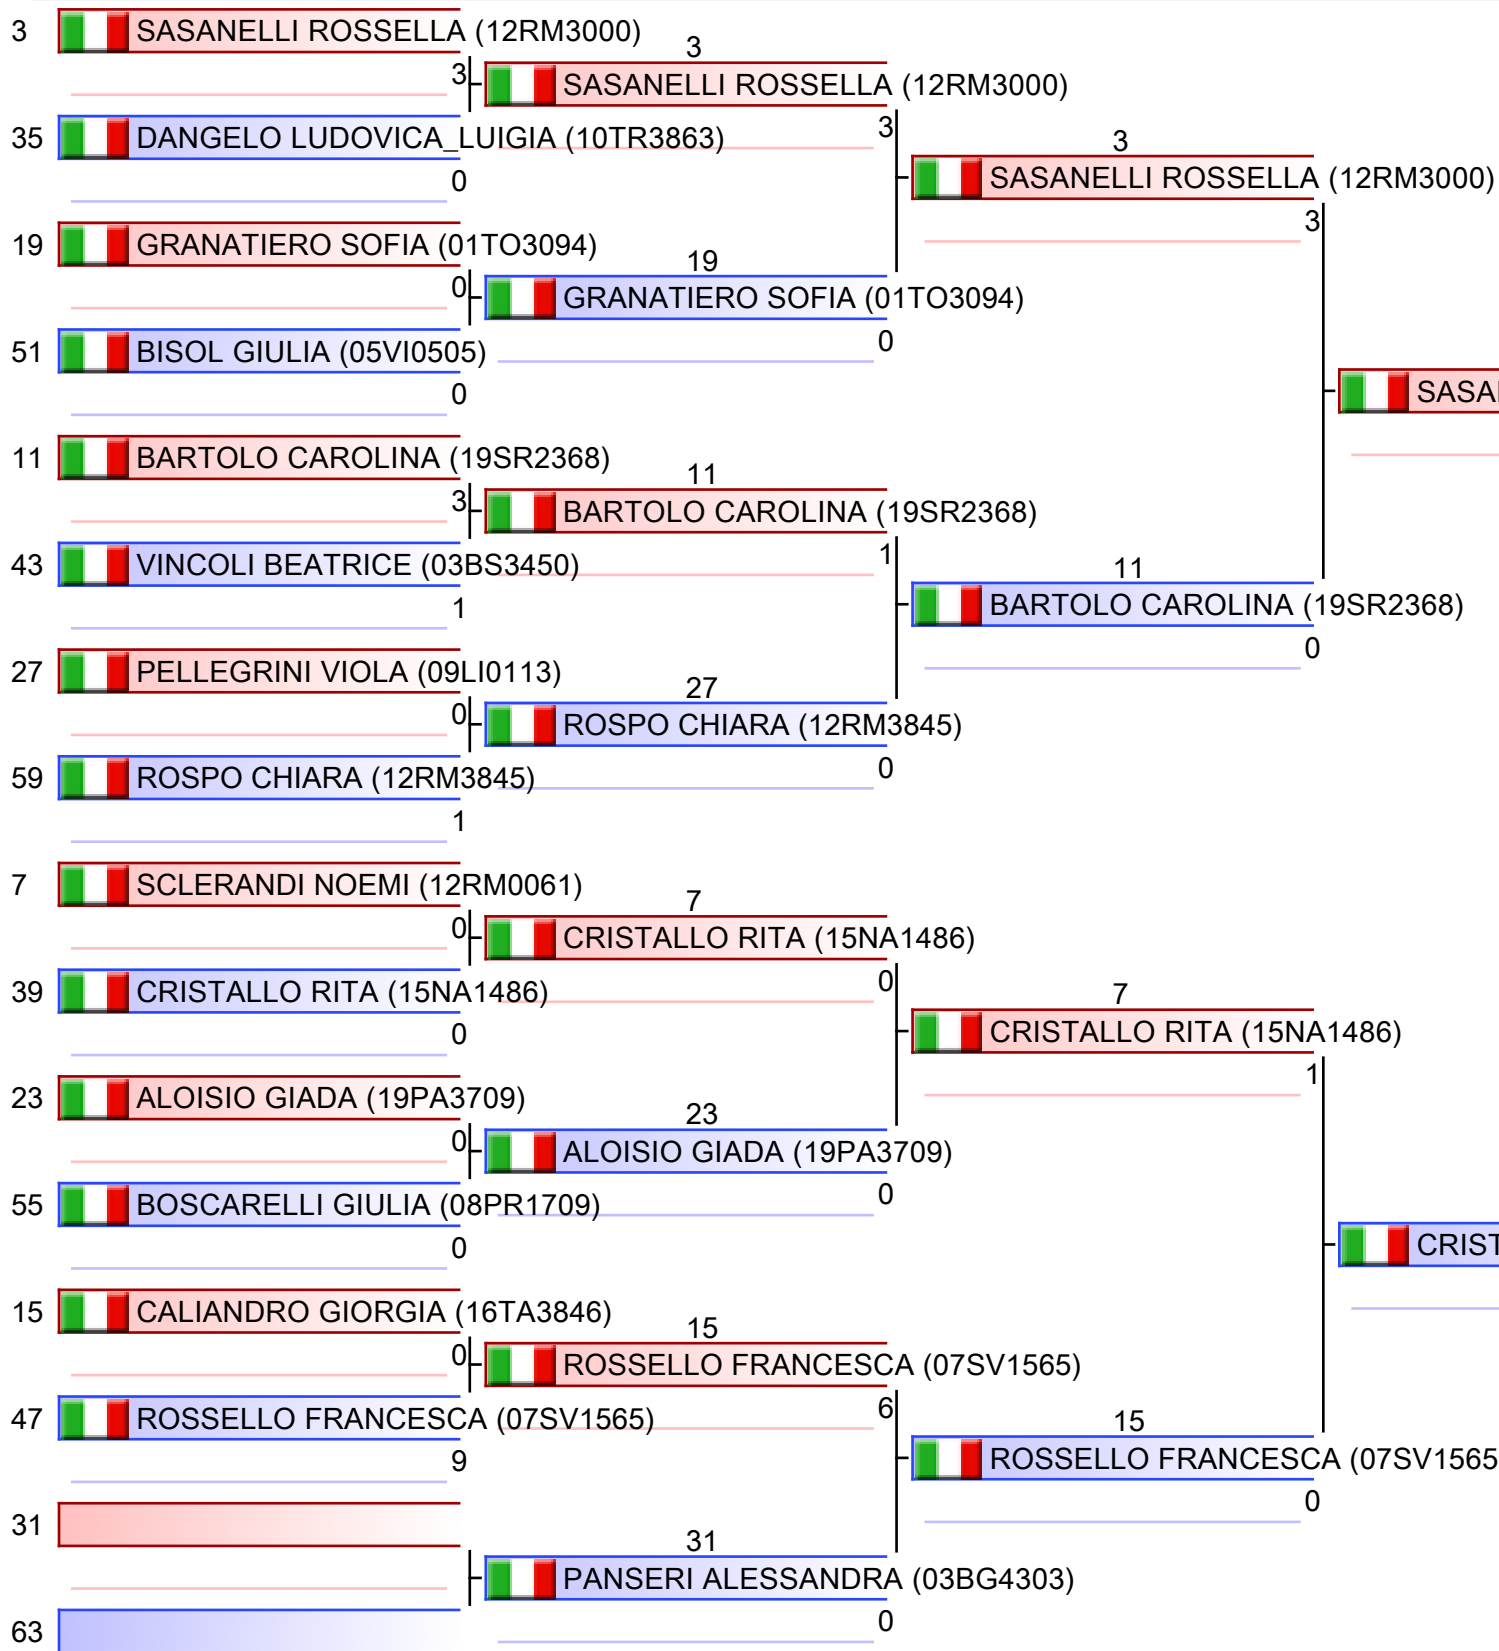 3 SASANELLI ROSSELLA (12RM3000)
3
3 SASANELLI ROSSELLA (12RM3000)
35 DANGELO LUDOVICA_LUIGIA (10TR3863)
3
3
0
SASANELLI ROSSELLA (12RM3000)
3
19 GRANATIERO SOFIA (01TO3094)
19
0 GRANATIERO SOFIA (01TO3094)
0
51 BISOL GIULIA (05VI0505)
0
SASA
11 BARTOLO CAROLINA (19SR2368)
11
3 BARTOLO CAROLINA (19SR2368)
1
43 VINCOLI BEATRICE (03BS3450)
11
1
BARTOLO CAROLINA (19SR2368)
0
27 PELLEGRINI VIOLA (09LI0113)
27
0 ROSPO CHIARA (12RM3845)
0
59 ROSPO CHIARA (12RM3845)
1
7 SCLERANDI NOEMI (12RM0061)
7
0 CRISTALLO RITA (15NA1486)
0
39 CRISTALLO RITA (15NA1486)
7
0
CRISTALLO RITA (15NA1486)
1
23 ALOISIO GIADA (19PA3709)
23
0 ALOISIO GIADA (19PA3709)
0
55 BOSCARELLI GIULIA (08PR1709)
0
CRIST
15 CALIANDRO GIORGIA (16TA3846)
15
0 ROSSELLO FRANCESCA (07SV1565)
6
47 ROSSELLO FRANCESCA (07SV1565)
15
9
ROSSELLO FRANCESCA (07SV1565
0
31
31
PANSERI ALESSANDRA (03BG4303)
0
63